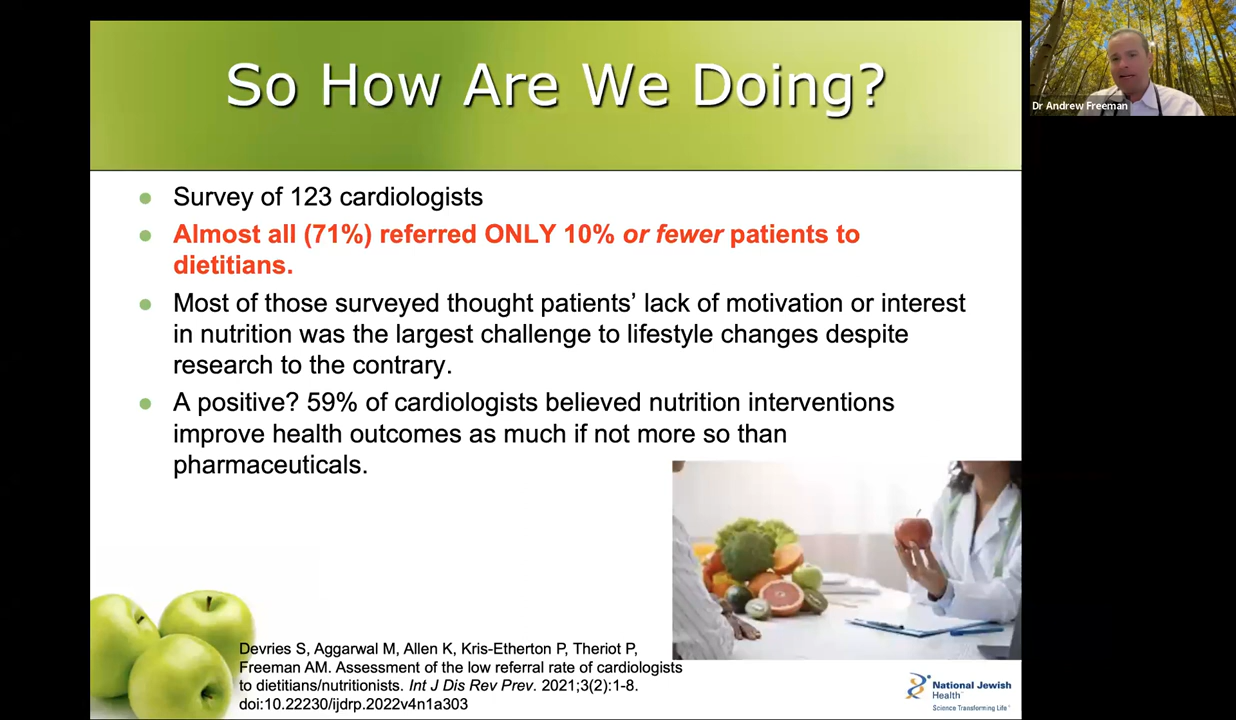 So How Are We Doing?
Dr Andrew Freeman
Survey of 123 cardiologists
Almost all (71%) referred ONLY 10% or fewer patients to
dietitians.
Most of those surveyed thought patients' lack of motivation or interest
in nutrition was the largest challenge to lifestyle changes despite
research to the contrary.
A positive? 59% of cardiologists believed nutrition interventions
improve health outcomes as much if not more so than
pharmaceuticals.
Devries S, Aggarwal M, Allen K, Kris-Etherton P, Theriot P,
Freeman AM. Assessment of the low referral rate of cardiologists
to dietitians/nutritionists. Int J Dis Rev Prev. 2021;3(2):1-8.
doi:10.22230/ijdrp.2022v4n1a303
National Jewish
Health
Science Transforming Life